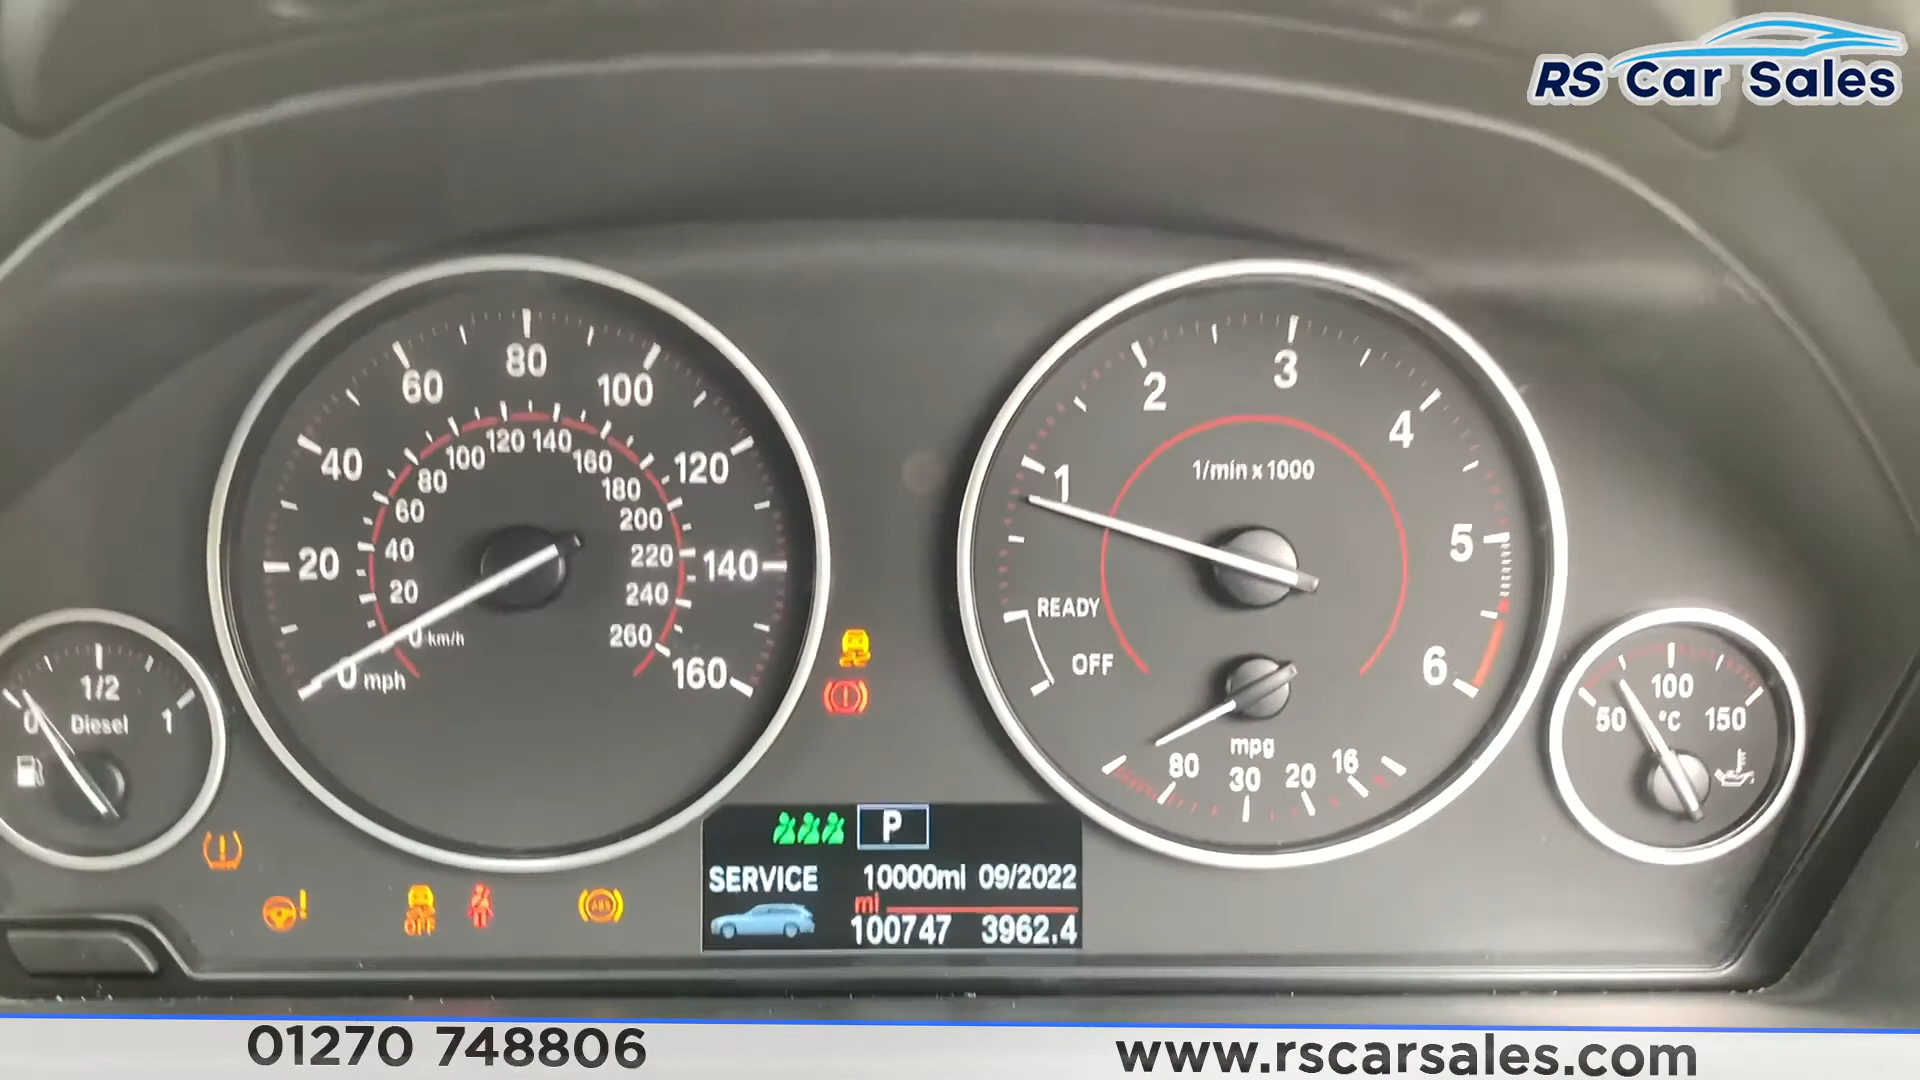 RS Car Sales
20
40
60
80
100
120
140
160
0 mph
20
40
60
80
100
120
140
160
180
200
220
240
260
0 km/h
0
1/2
1
Diesel
1
2
3
4
5
6
1/min x 1000
READY
OFF
mpg
80
30
20
16
50
100
150
°C
OFF
ABS
P
SERVICE 10000mi 09/2022
mi
100747 3962.4
01270 748806
www.rscarsales.com